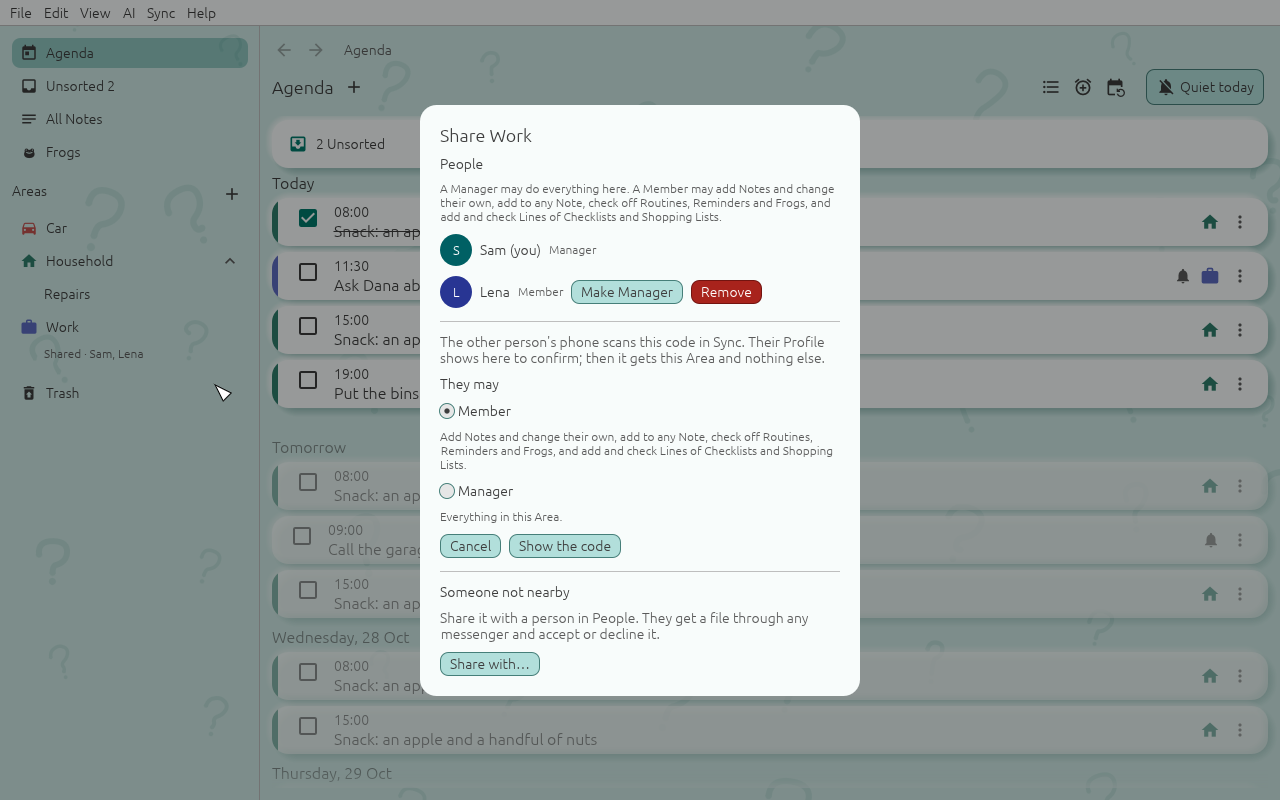 File Edit View AI Sync Help
Agenda
Unsorted 2
All Notes
Frogs
Areas
Car
Household
Repairs
Work
Shared · Sam, Lena
Trash
Agenda
Agenda
Quiet today
2 Unsorted
Today
08:00
Snack: an ap
11:30
Ask Dana ab
15:00
Snack: an ap
19:00
Put the bins
Tomorrow
08:00
Snack: an ap
09:00
Call the garag
15:00
Snack: an ap
Wednesday, 28 Oct
08:00
Snack: an ap
15:00
Snack: an apple and a handful of nuts
Thursday, 29 Oct
Share Work
People
A Manager may do everything here. A Member may add Notes and change
their own, add to any Note, check off Routines, Reminders and Frogs, and
add and check Lines of Checklists and Shopping Lists.
S Sam (you) Manager
L Lena Member Make Manager Remove
The other person's phone scans this code in Sync. Their Profile
shows here to confirm; then it gets this Area and nothing else.
They may
Member
Add Notes and change their own, add to any Note, check off Routines,
Reminders and Frogs, and add and check Lines of Checklists and Shopping
Lists.
Manager
Everything in this Area.
Cancel Show the code
Someone not nearby
Share it with a person in People. They get a file through any
messenger and accept or decline it.
Share with...